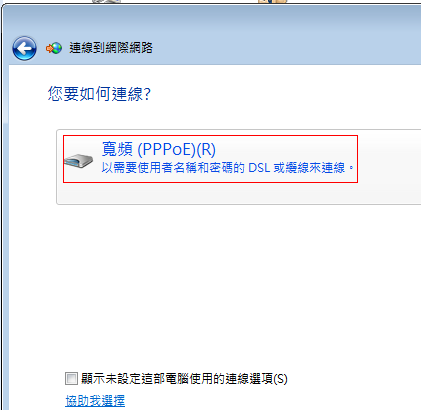 連線到網際網路
您要如何連線?
寬頻 (PPPoE)(R)
以需要使用者名稱和密碼的 DSL 或纜線來連線。
顯示未設定這部電腦使用的連線選項(S)
協助我選擇